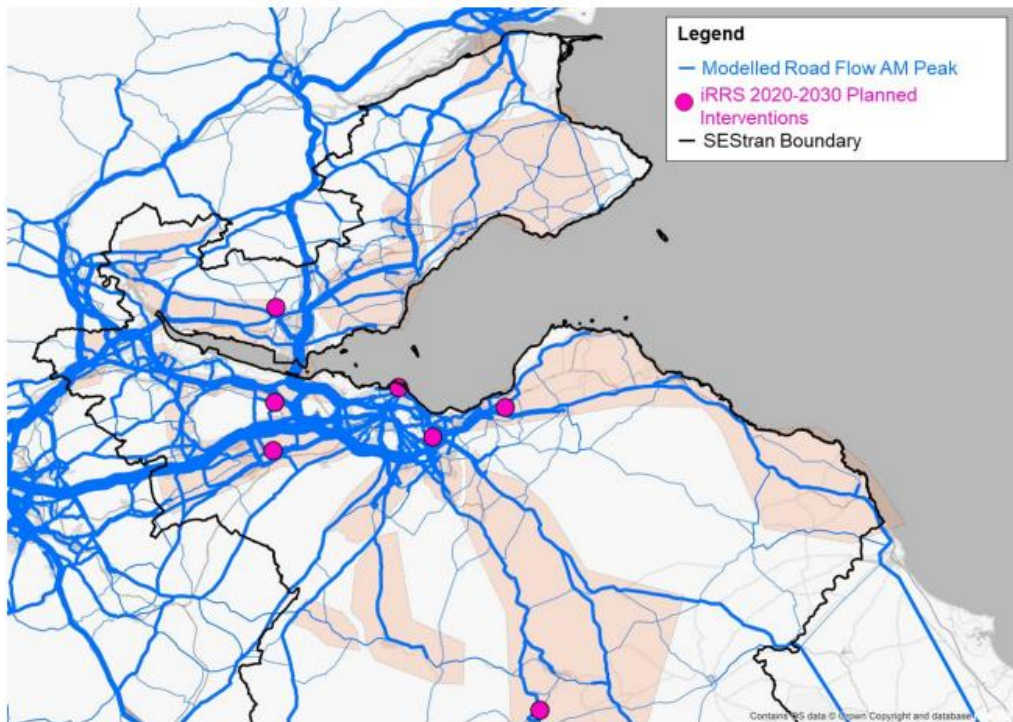 Legend
Modelled Road Flow AM Peak
iRRS 2020-2030 Planned
Interventions
SEStran Boundary
Contains OS data © Crown Copyright and database